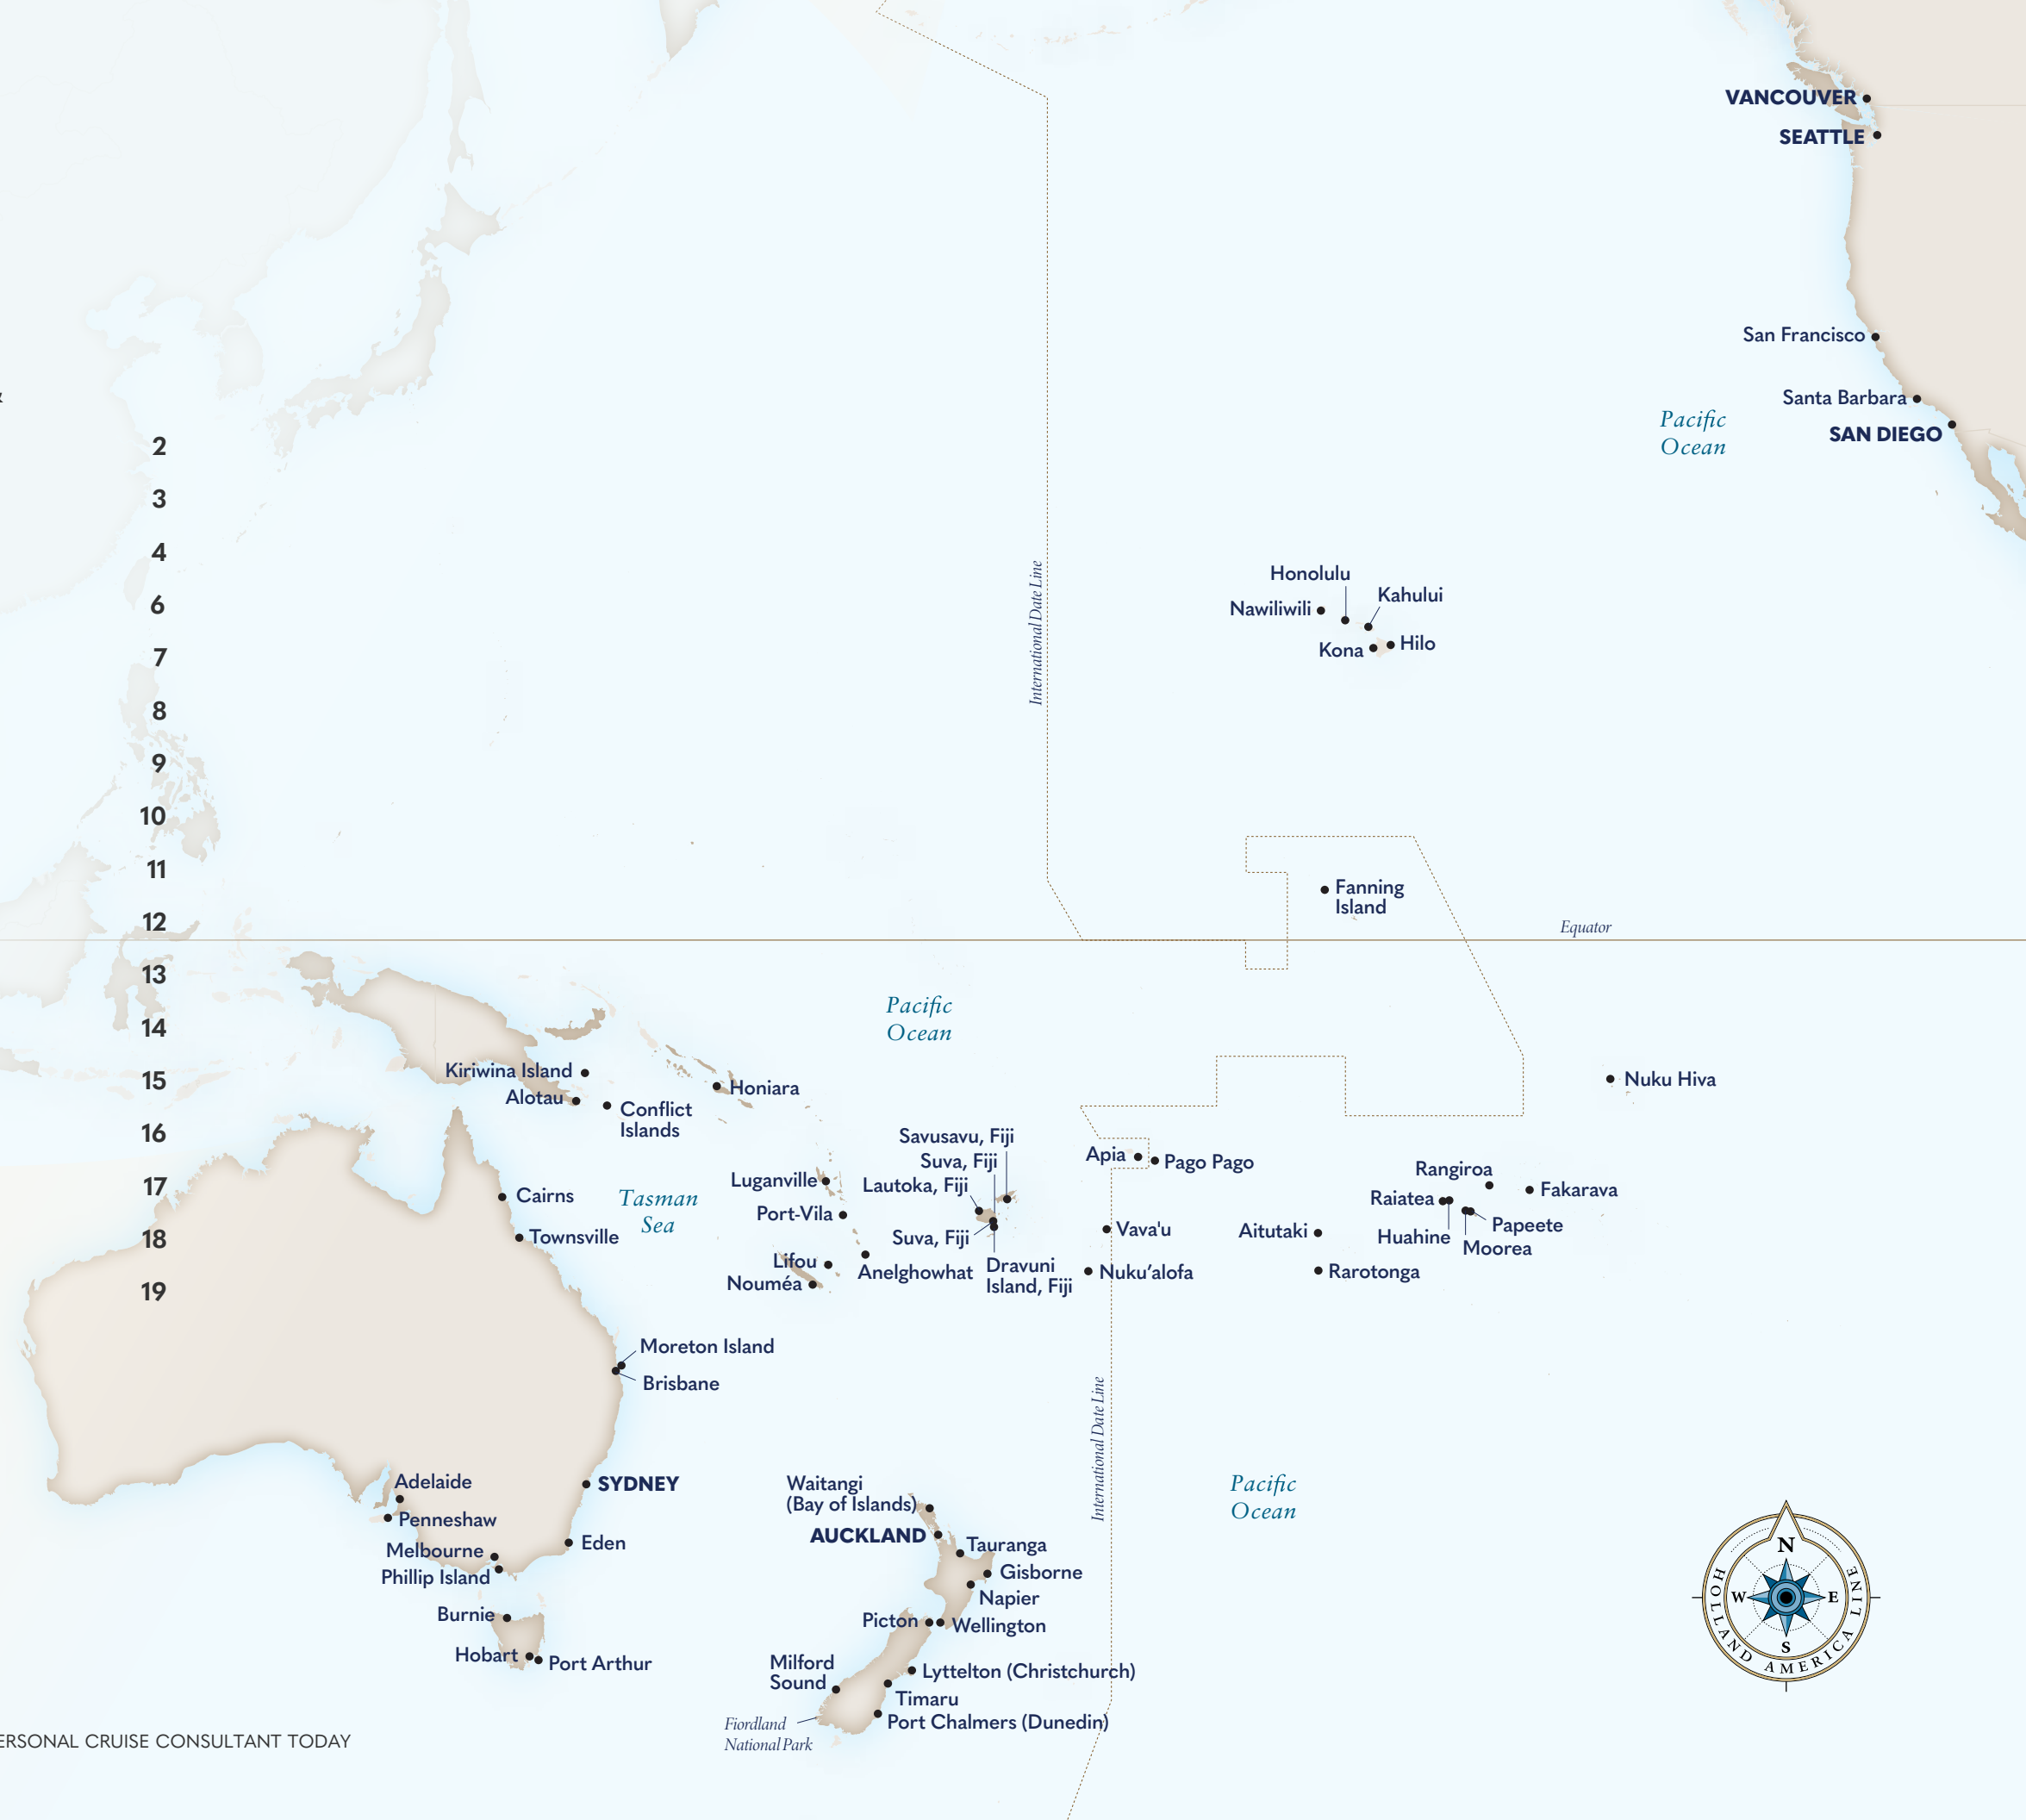 VANCOUVER
SEATTLE
San Francisco
&
Santa Barbara
Pacific
Ocean
SAN DIEGO
2
3
4
6
7
8
9
10
11
12
13
14
15
16
17
18
19
International Date Line
Honolulu
Kahului
Nawiliwili
Hilo
Kona
Fanning
Island
Equator
Pacific
Ocean
Kiriwina Island
Alotau
Conflict
Islands
Honiara
Nuku Hiva
Savusavu, Fiji
Suva, Fiji
Lautoka, Fiji
Suva, Fiji
Dravuni
Island, Fiji
Apia
Pago Pago
Rangiroa
Raiatea
Fakarava
Huahine
Papeete
Moorea
Luganville
Port-Vila
Cairns
Tasman
Sea
Townsville
Vava'u
Aitutaki
Lifou
Nouméa
Anelghowhat
Nuku’alofa
Rarotonga
Moreton Island
Brisbane
International Date Line
Adelaide
SYDNEY
Penneshaw
Eden
Melbourne
Phillip Island
Burnie
Hobart
Port Arthur
Waitangi
(Bay of Islands)
AUCKLAND
Tauranga
Gisborne
Napier
Picton
Wellington
Milford
Sound
Lyttelton (Christchurch)
Timaru
Port Chalmers (Dunedin)
Fiordland
National Park
Pacific
Ocean
N
W
E
S
HOLLAND AMERICA LINE
ERSONAL CRUISE CONSULTANT TODAY